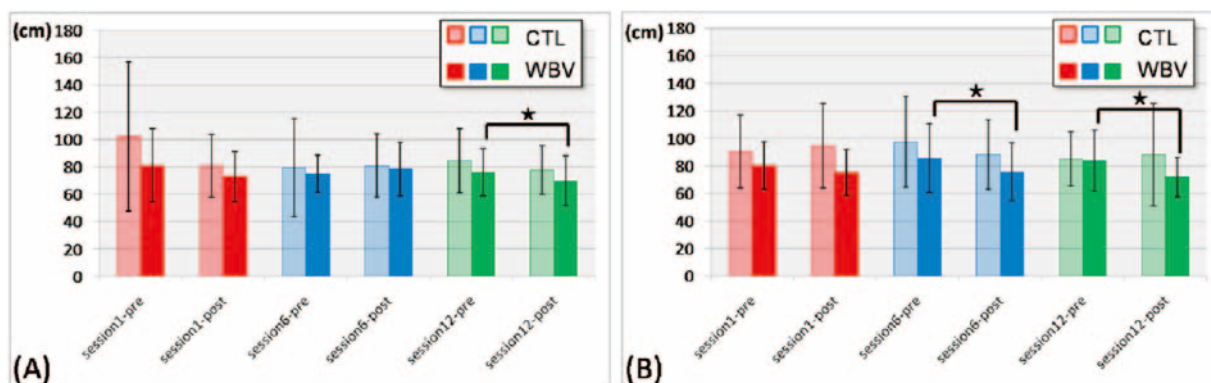 (cm)
180
160
140
120
100
80
60
40
20
0
CTL
WBV
★
session1-pre
session1-post
session6-pre
session6-post
session12-pre
session12-post
(A)
(cm)
180
160
140
120
100
80
60
40
20
0
CTL
WBV
★
★
session1-pre
session1-post
session6-pre
session6-post
session12-pre
session12-post
(B)